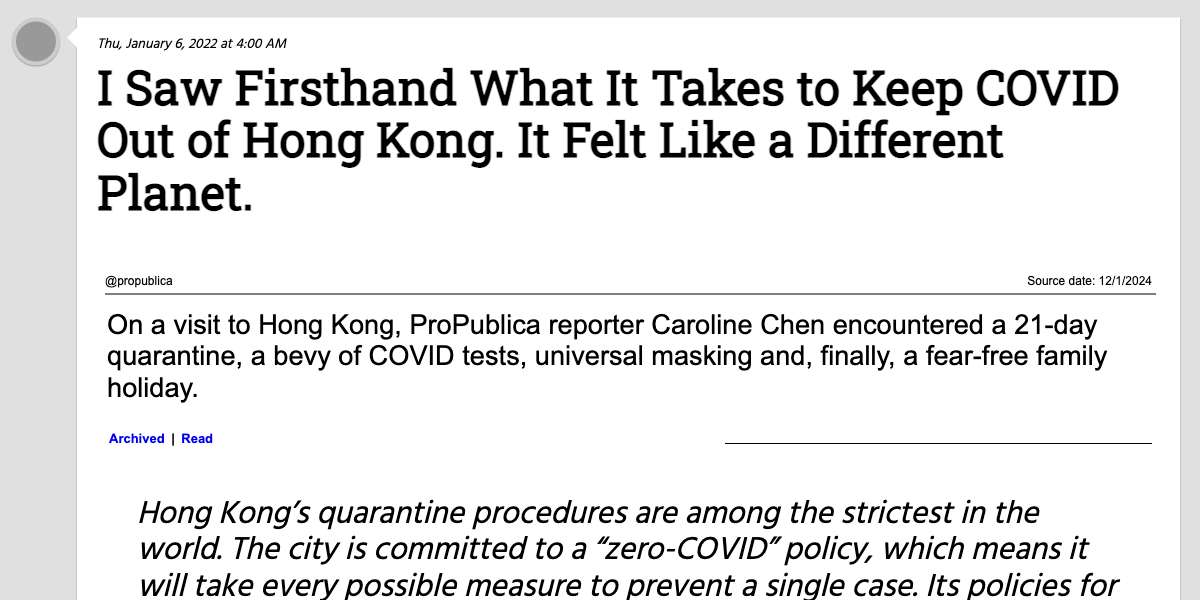 Thu, January 6, 2022 at 4:00 AM
I Saw Firsthand What It Takes to Keep COVID
Out of Hong Kong. It Felt Like a Different
Planet.
@propublica
Source date: 12/1/2024
On a visit to Hong Kong, ProPublica reporter Caroline Chen encountered a 21-day
quarantine, a bevy of COVID tests, universal masking and, finally, a fear-free family
holiday.
Archived | Read
Hong Kong’s quarantine procedures are among the strictest in the
world. The city is committed to a “zero-COVID” policy, which means it
will take every possible measure to prevent a single case. Its policies for